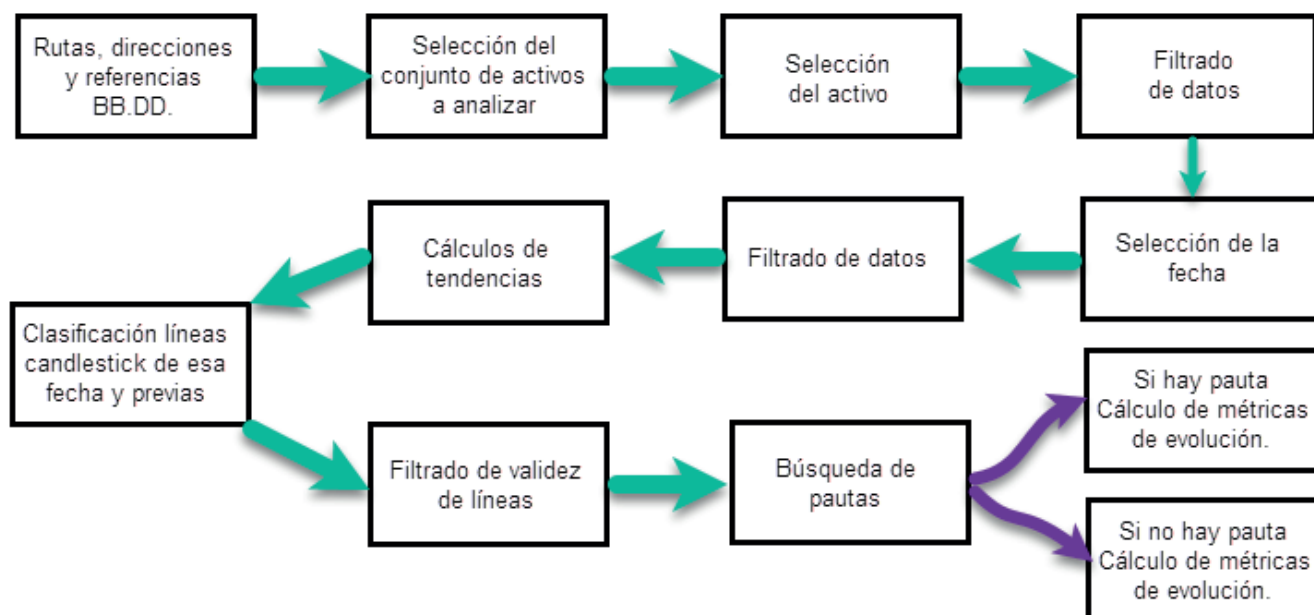 Rutas, direcciones
y referencias
BB.DD.
Selección del
conjunto de activos
a analizar
Selección
del activo
Filtrado
de datos
Selección de la
fecha
Filtrado de datos
Cálculos de
tendencias
Clasificación líneas
candlestick de esa
fecha y previas
Filtrado de validez
de líneas
Búsqueda de
pautas
Si hay pauta
Cálculo de métricas
de evolución.
Si no hay pauta
Cálculo de métricas
de evolución.